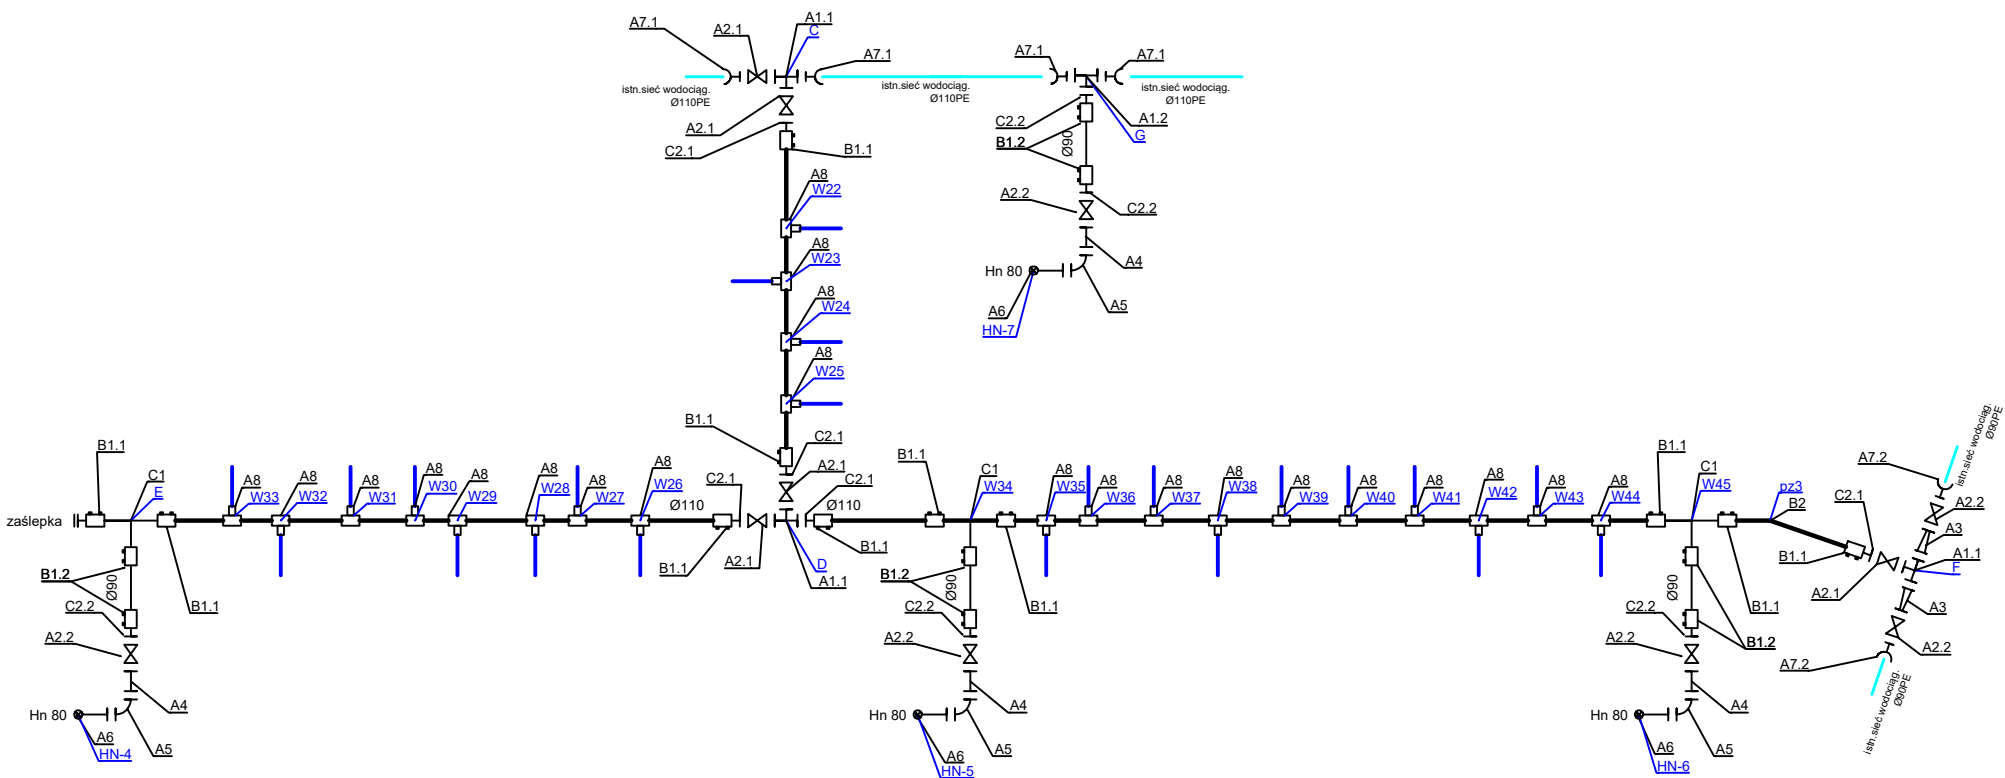 A7.1
A2.1
A1.1
C
A7.1
A7.1
A7.1
istn.sieć wodociąg.
Ø110PE
istn.sieć wodociąg.
Ø110PE
istn.sieć wodociąg.
Ø110PE
A2.1
C2.1
B1.1
C2.2
B1.2
Ø90
A1.2
G
A2.2
C2.2
A8
W22
A8
W23
A8
W24
A8
W25
Hn 80
A4
A5
A6
HN-7
B1.1
C2.1
A2.1
zaślepka
B1.1
C1
E
A8
W33
A8
W32
A8
W31
A8
W30
A8
W29
A8
W28
A8
W27
A8
W26
Ø110
C2.1
C2.1
Ø110
B1.1
A2.1
D
A1.1
B1.1
B1.1
C1
W34
A8
W35
A8
W36
A8
W37
A8
W38
A8
W39
A8
W40
A8
W41
A8
W42
A8
W43
A8
W44
B1.1
C1
W45
pz3
B2
C2.1
B1.1
A2.1
A7.2
istn.sieć wodociąg.
Ø90PE
A2.2
A3
A1.1
F
A3
A2.2
A7.2
istn.sieć wodociąg.
Ø90PE
B1.2
Ø90
B1.1
C2.2
A2.2
A4
Hn 80
A6
HN-4
A5
B1.2
Ø90
B1.1
C2.2
A2.2
A4
Hn 80
A6
HN-5
A5
Ø90
B1.1
C2.2
B1.2
A2.2
A4
Hn 80
A6
HN-6
A5